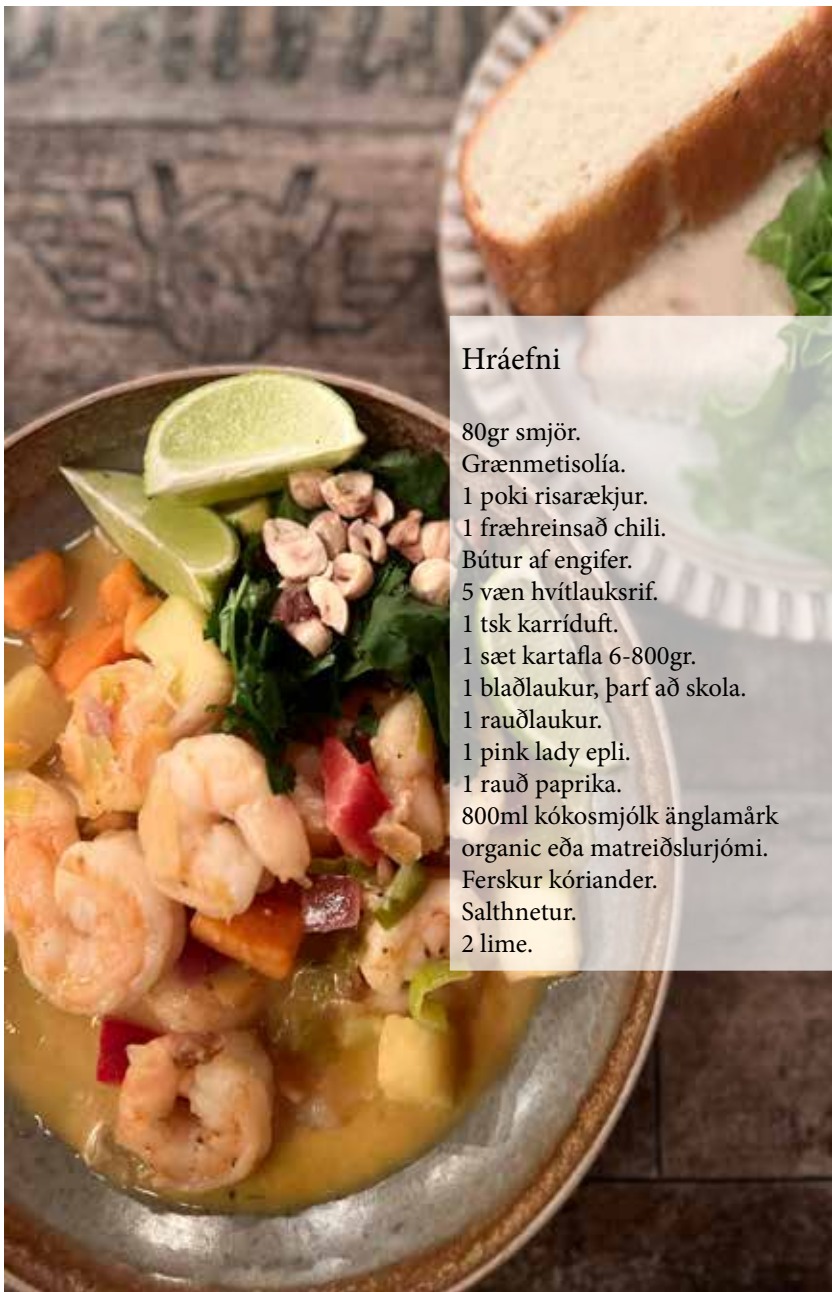 Hráefni
80gr smjör.
Grænmetisolía.
1 poki risarækjur.
1 fræhreinsað chili.
Bútur af engifer.
5 væn hvítlauksrif.
1 tsk karríduft.
1 sæt kartafla 6-800gr.
1 blaðlaukur, þarf að skola.
1 rauðlaukur.
1 pink lady epli.
1 rauð paprika.
800ml kókosmjólk änglamårk
organic eða matreiðslurjómi.
Ferskur kóriander.
Salthnetur.
2 lime.